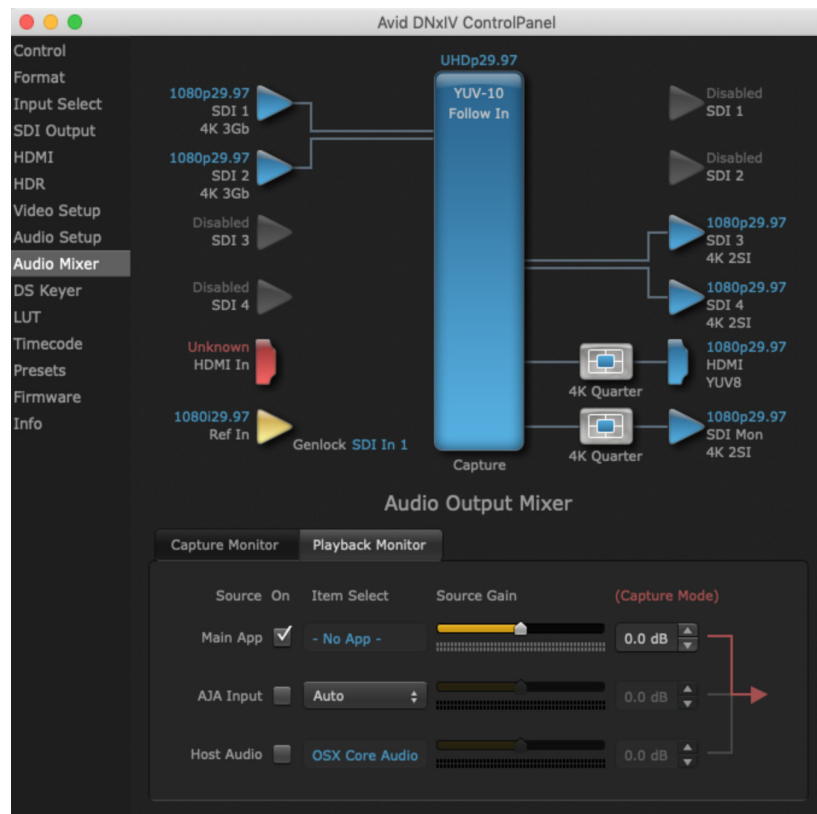 Avid DNxIV ControlPanel
Control
Format
Input Select
SDI Output
HDMI
HDR
Video Setup
Audio Setup
Audio Mixer
DS Keyer
LUT
Timecode
Presets
Firmware
Info
1080p29.97
SDI 1
4K 3Gb
1080p29.97
SDI 2
4K 3Gb
Disabled
SDI 3
Disabled
SDI 4
Unknown
HDMI In
1080i29.97
Ref In
Genlock SDI In 1
UHDp29.97
YUV-10
Follow In
Capture
4K Quarter
4K Quarter
Disabled
SDI 1
Disabled
SDI 2
1080p29.97
SDI 3
4K 2SI
1080p29.97
SDI 4
4K 2SI
1080p29.97
HDMI
YUV8
1080p29.97
SDI Mon
4K 2SI
Audio Output Mixer
Capture Monitor Playback Monitor
Source On Item Select Source Gain (Capture Mode)
Main App - No App - 0.0 dB
AJA Input Auto 0.0 dB
Host Audio OSX Core Audio 0.0 dB